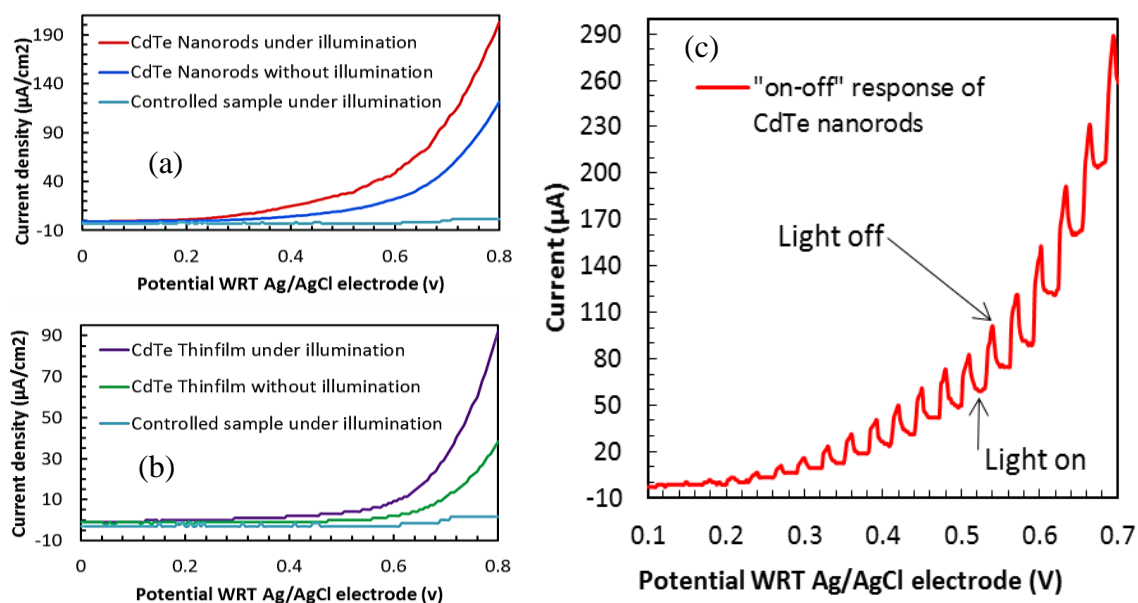 190
140
90
40
-10
Current density (µA/cm2)
CdTe Nanorods under illumination
CdTe Nanorods without illumination
Controlled sample under illumination
(a)
0
0.2
0.4
0.6
0.8
Potential WRT Ag/AgCl electrode (v)
90
70
50
30
10
-10
Current density (µA/cm2)
CdTe Thinfilm under illumination
CdTe Thinfilm without illumination
Controlled sample under illumination
(b)
0
0.2
0.4
0.6
0.8
Potential WRT Ag/AgCl electrode (v)
290
260
230
200
170
140
110
80
50
20
-10
Current (µA)
(c)
"on-off" response of
CdTe nanorods
Light off
Light on
0.1
0.2
0.3
0.4
0.5
0.6
0.7
Potential WRT Ag/AgCl electrode (V)